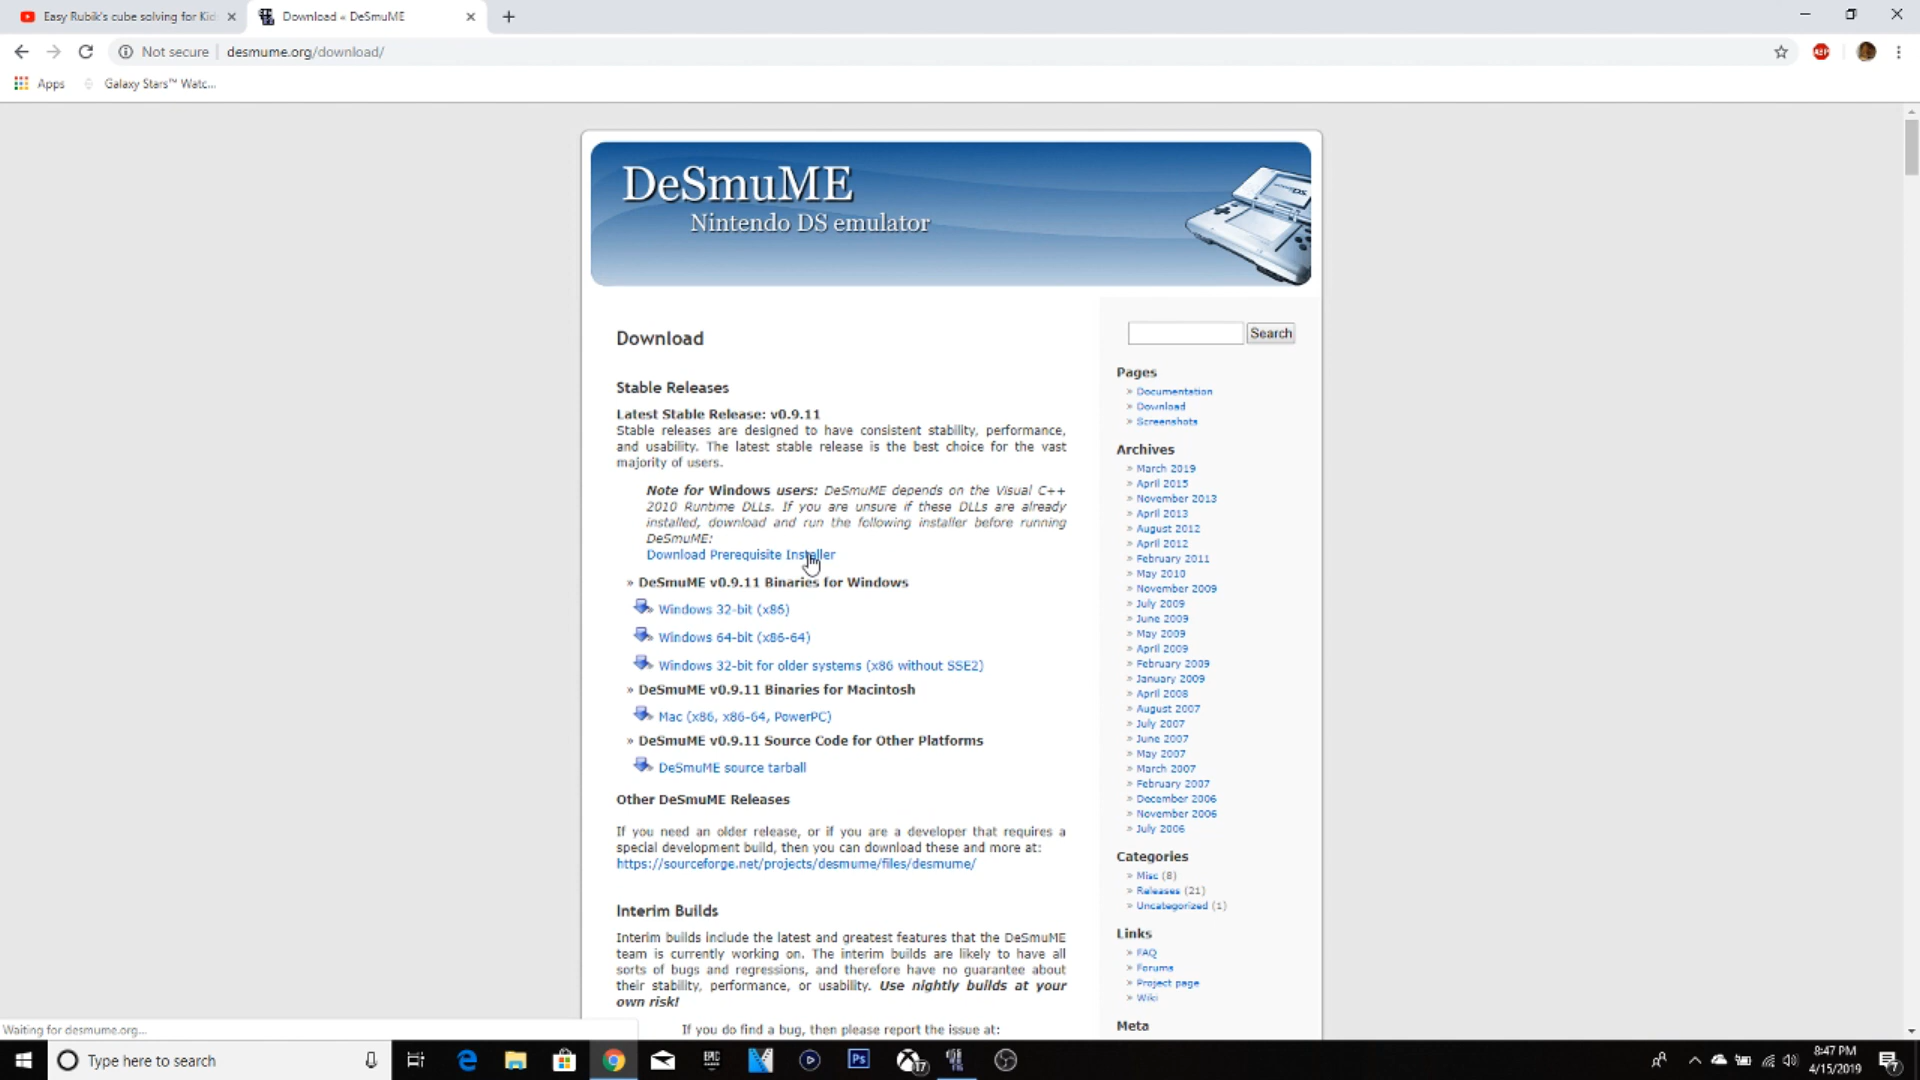 Easy Rubik's cube solving for Kid
Download « DeSmuME
Not secure
desmume.org/download/
ABP
Apps
Galaxy Stars™ Watc...
DeSmuME
Nintendo DS emulator
Download
Stable Releases
Latest Stable Release: v0.9.11
Stable releases are designed to have consistent stability, performance,
and usability. The latest stable release is the best choice for the vast
majority of users.
Note for Windows users: DeSmuME depends on the Visual C++
2010 Runtime DLLs. If you are unsure if these DLLs are already
installed, download and run the following installer before running
DeSmuME:
Download Prerequisite Installer
» DeSmuME v0.9.11 Binaries for Windows
Windows 32-bit (x86)
Windows 64-bit (x86-64)
Windows 32-bit for older systems (x86 without SSE2)
» DeSmuME v0.9.11 Binaries for Macintosh
Mac (x86, x86-64, PowerPC)
» DeSmuME v0.9.11 Source Code for Other Platforms
DeSmuME source tarball
Other DeSmuME Releases
If you need an older release, or if you are a developer that requires a
special development build, then you can download these and more at:
https://sourceforge.net/projects/desmume/files/desmume/
Interim Builds
Interim builds include the latest and greatest features that the DeSmuME
team is currently working on. The interim builds are likely to have all
sorts of bugs and regressions, and therefore have no guarantee about
their stability, performance, or usability. Use nightly builds at your
own risk!
If you do find a bug, then please report the issue at:
Search
Pages
» Documentation
» Download
» Screenshots
Archives
» March 2019
» April 2015
» November 2013
» April 2013
» August 2012
» April 2012
» February 2011
» May 2010
» November 2009
» July 2009
» June 2009
» May 2009
» April 2009
» February 2009
» January 2009
» April 2008
» August 2007
» July 2007
» June 2007
» May 2007
» March 2007
» February 2007
» December 2006
» November 2006
» July 2006
Categories
» Misc (8)
» Releases (21)
» Uncategorized (1)
Links
» FAQ
» Forums
» Project page
» Wiki
Meta
Waiting for desmume.org...
Type here to search
EPIC
Ps
17
8:47 PM
4/15/2019
7